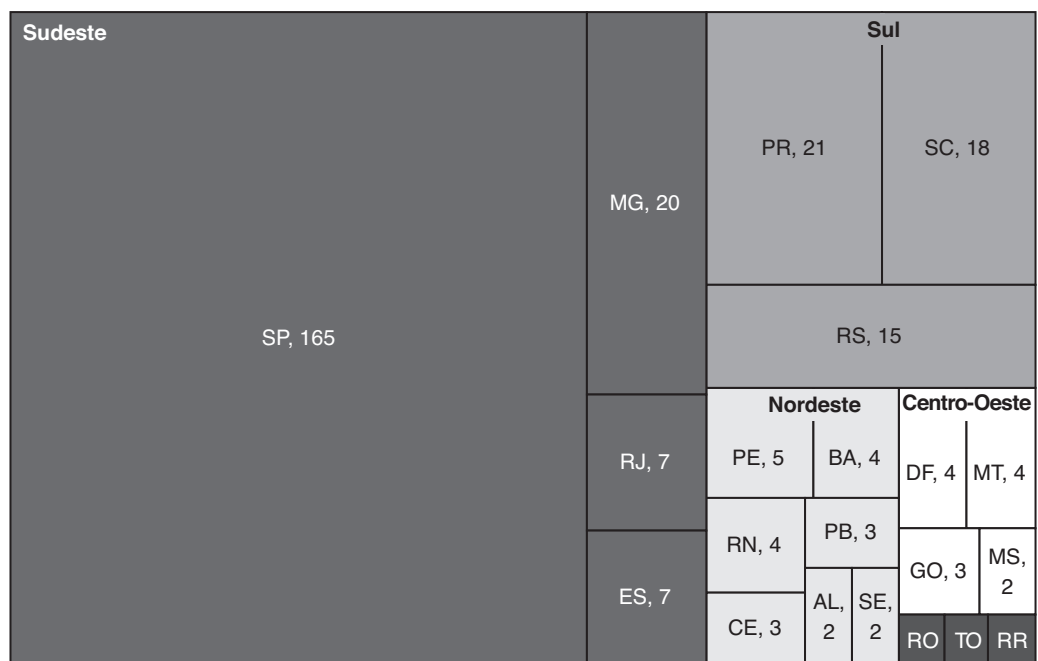 Sudeste
SP, 165
MG, 20
RJ, 7
ES, 7
Sul
PR, 21
SC, 18
RS, 15
Nordeste
PE, 5
BA, 4
RN, 4
PB, 3
CE, 3
AL,
2
SE,
2
Centro-Oeste
DF, 4
MT, 4
GO, 3
MS,
2
RO
TO
RR